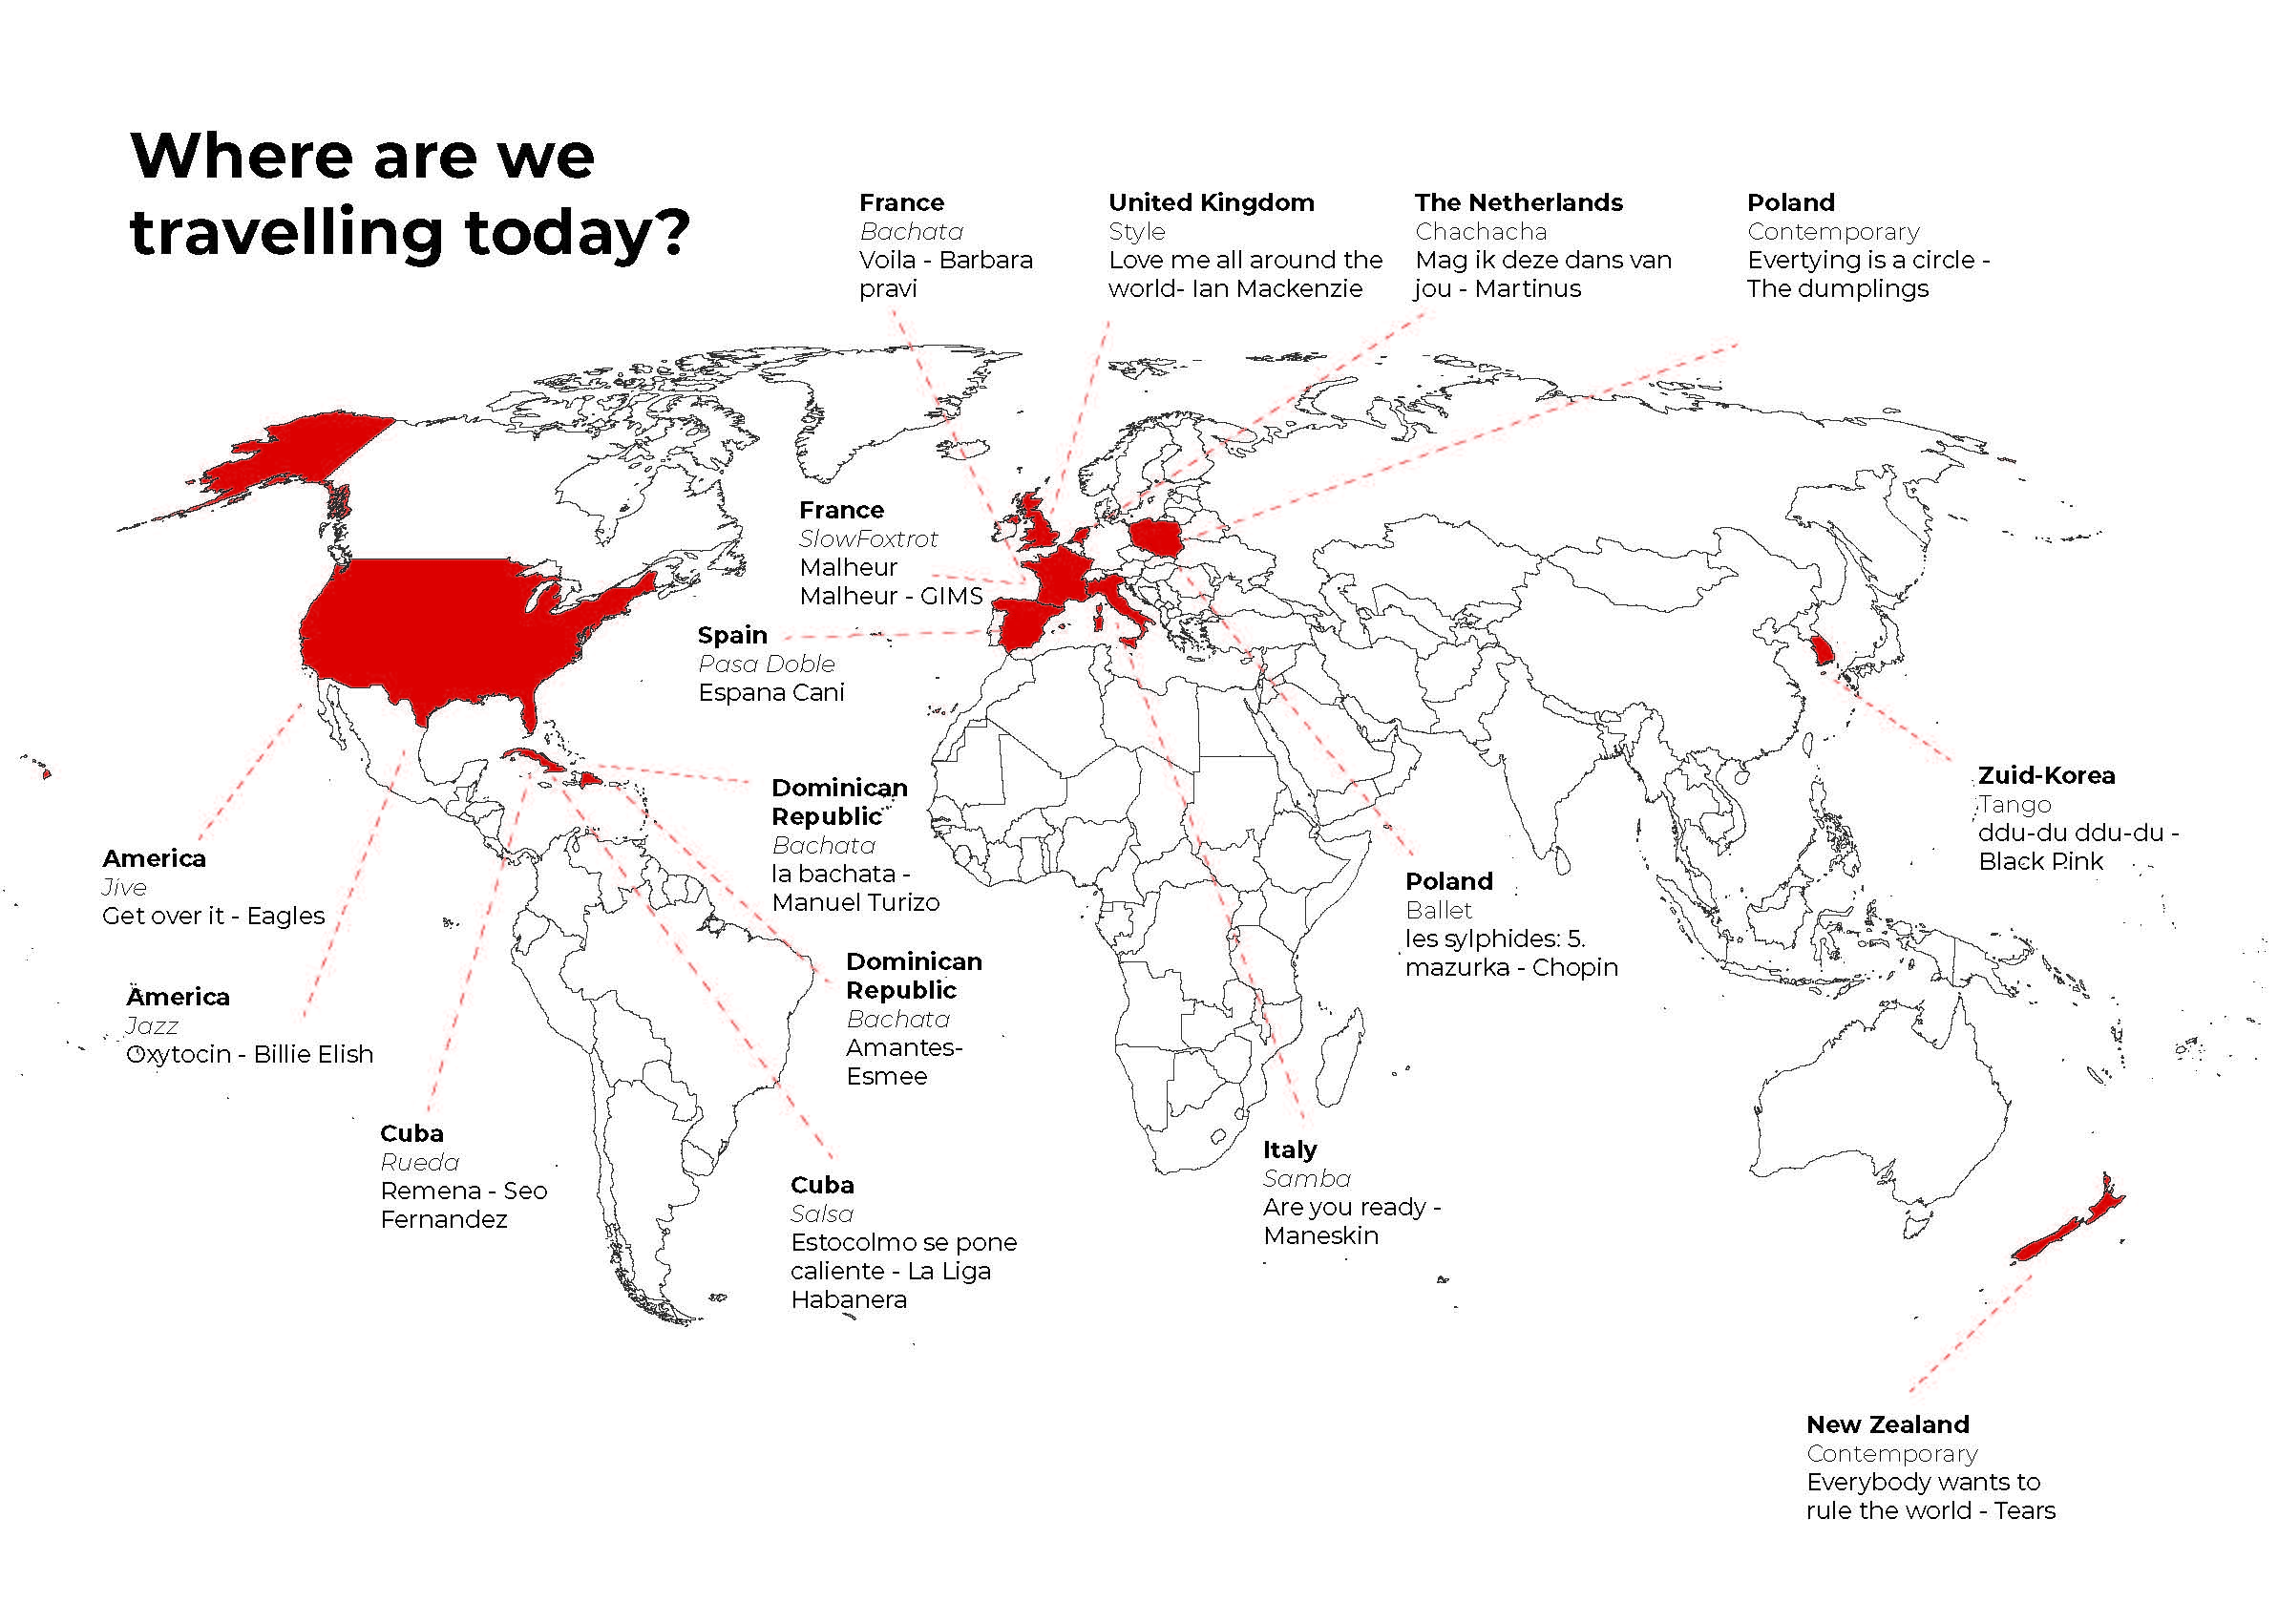 Where are we
travelling today?
France
Bachata
Voila - Barbara
pravi
United Kingdom
Style
Love me all around the
world- Ian Mackenzie
The Netherlands
Chachacha
Mag ik deze dans van
jou - Martinus
Poland
Contemporary
Evertying is a circle -
The dumplings
France
SlowFoxtrot
Malheur
Malheur - GIMS
Spain
Pasa Doble
Espana Cani
Dominican
Republic
Bachata
la bachata -
Manuel Turizo
Zuid-Korea
Tango
ddu-du ddu-du -
Black Pink
America
Jive
Get over it - Eagles
Poland
Ballet
les sylphides: 5.
mazurka - Chopin
Dominican
Republic
Bachata
Amantes-
Esmee
America
Jazz
Oxytocin - Billie Elish
Cuba
Rueda
Remena - Seo
Fernandez
Cuba
Salsa
Estocolmo se pone
caliente - La Liga
Habanera
Italy
Samba
Are you ready -
Maneskin
New Zealand
Contemporary
Everybody wants to
rule the world - Tears